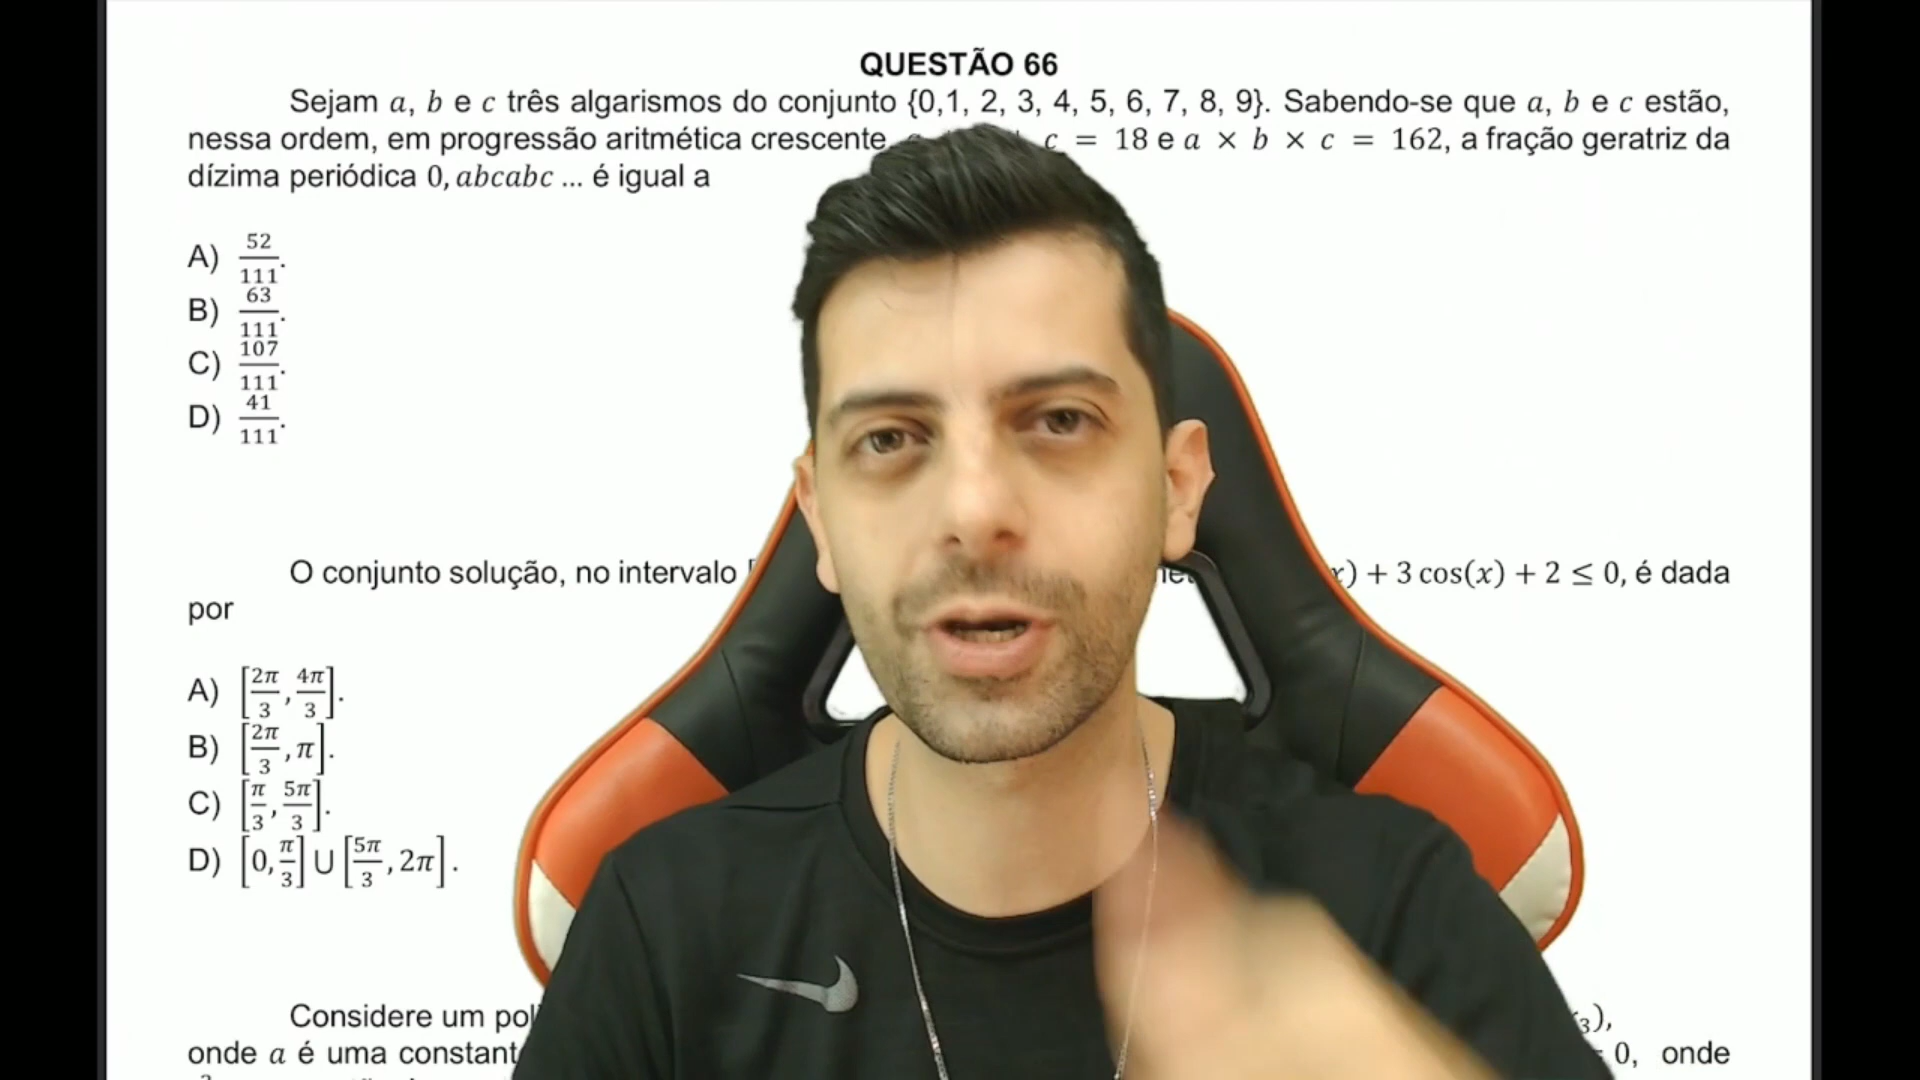 QUESTÃO 66
Sejam a, b e c três algarismos do conjunto {0,1, 2, 3, 4, 5, 6, 7, 8, 9}. Sabendo-se que a, b e c estão,
nessa ordem, em progressão aritmética crescente, c = 18 e a × b × c = 162, a fração geratriz da
dízima periódica 0, abcabc ... é igual a
A) 52/111.
B) 63/111.
C) 107/111.
D) 41/111.
O conjunto solução, no intervalo ) + 3 cos(x) + 2 ≤ 0, é dada
por
A) [2π/3, 4π/3].
B) [2π/3, π].
C) [π/3, 5π/3].
D) [0, π/3] ∪ [5π/3, 2π].
Considere um
onde a é uma 0, onde